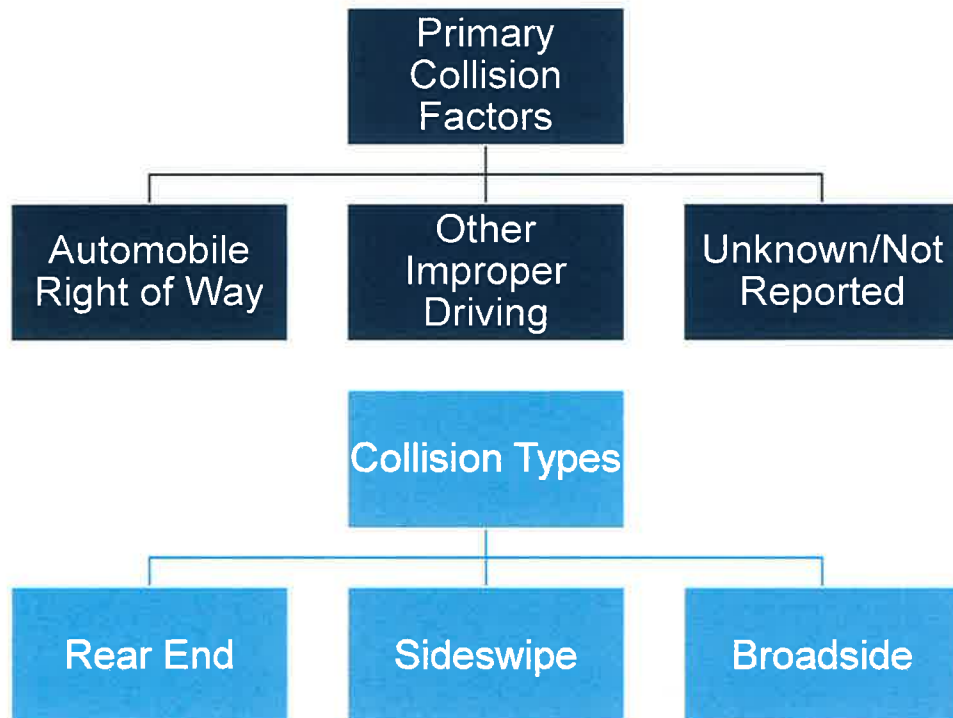 Primary
Collision
Factors
Automobile
Right of Way
Other
Improper
Driving
Unknown/Not
Reported
Collision Types
Rear End
Sideswipe
Broadside